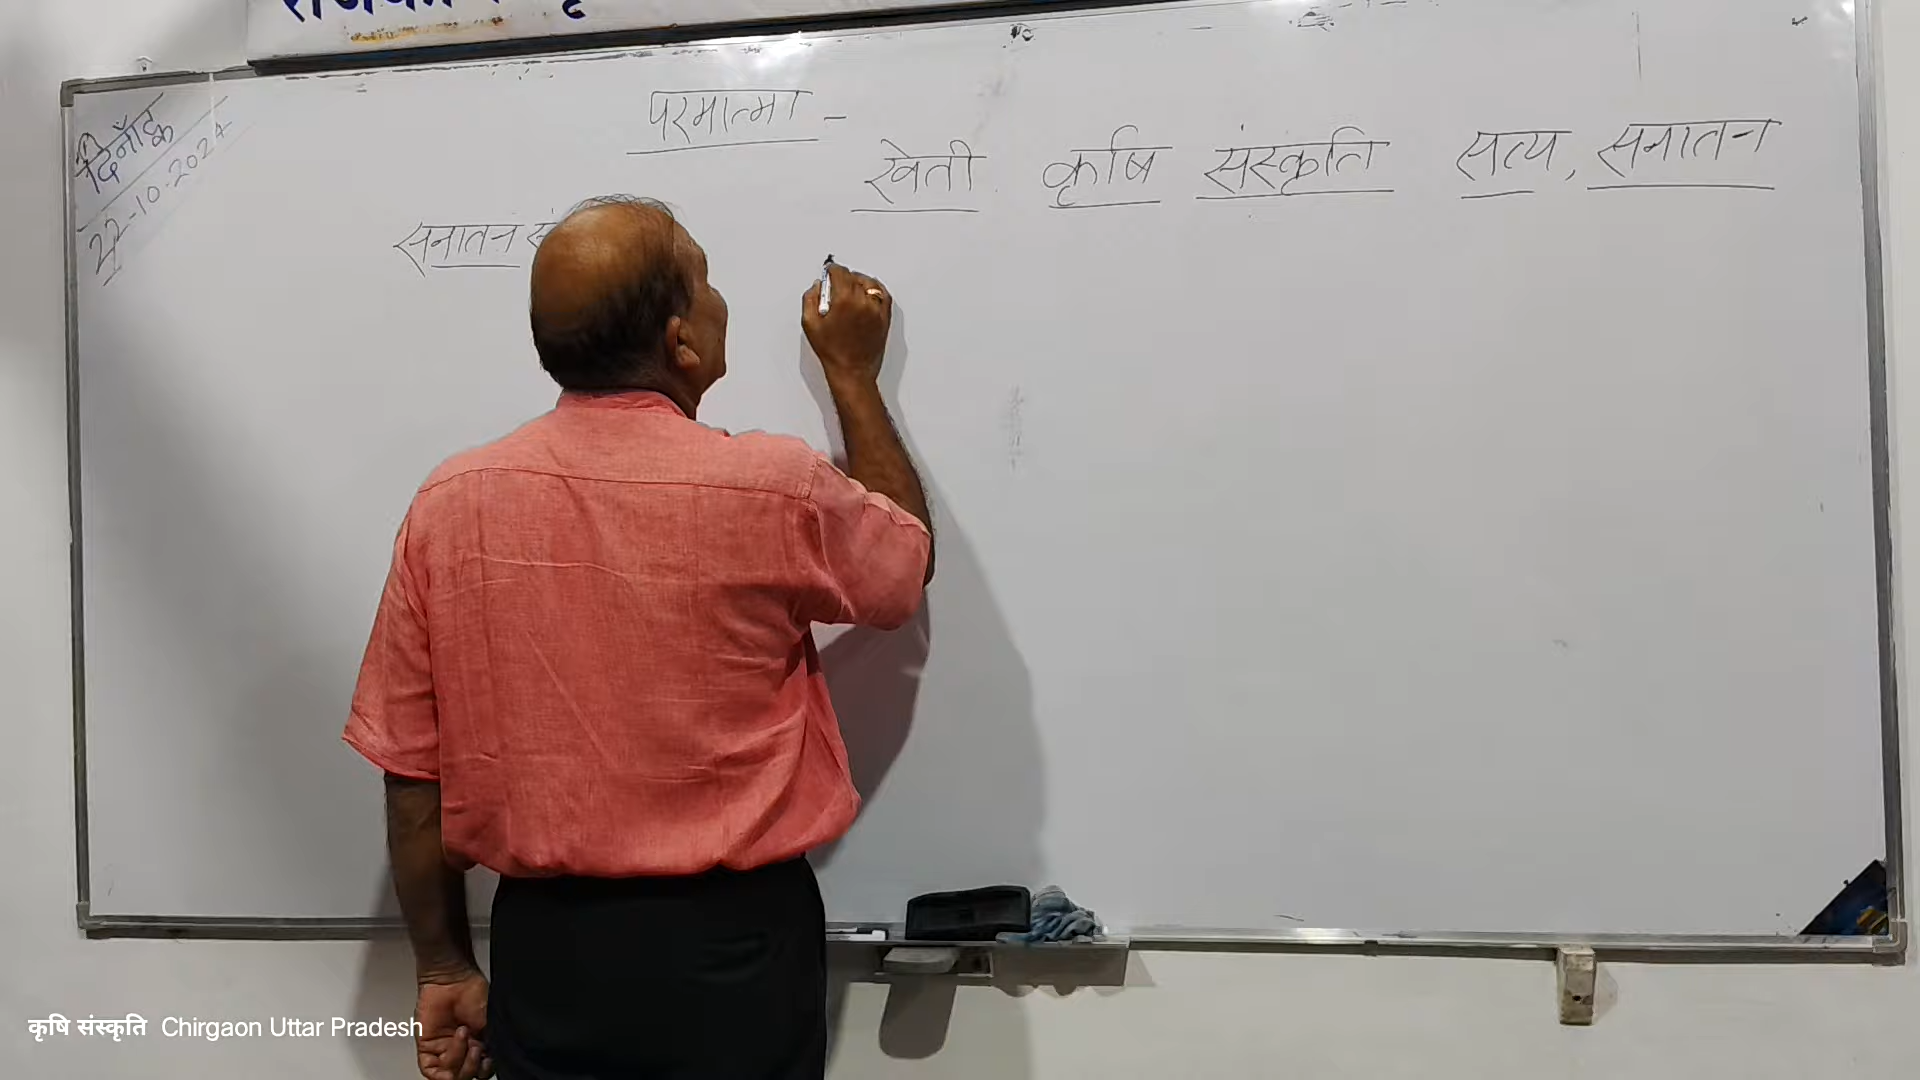 दिनाँक
22-10-2024
परमात्मा -
खेती कृषि संस्कृति सत्य, सनातन
सनातन
कृषि संस्कृति Chirgaon Uttar Pradesh